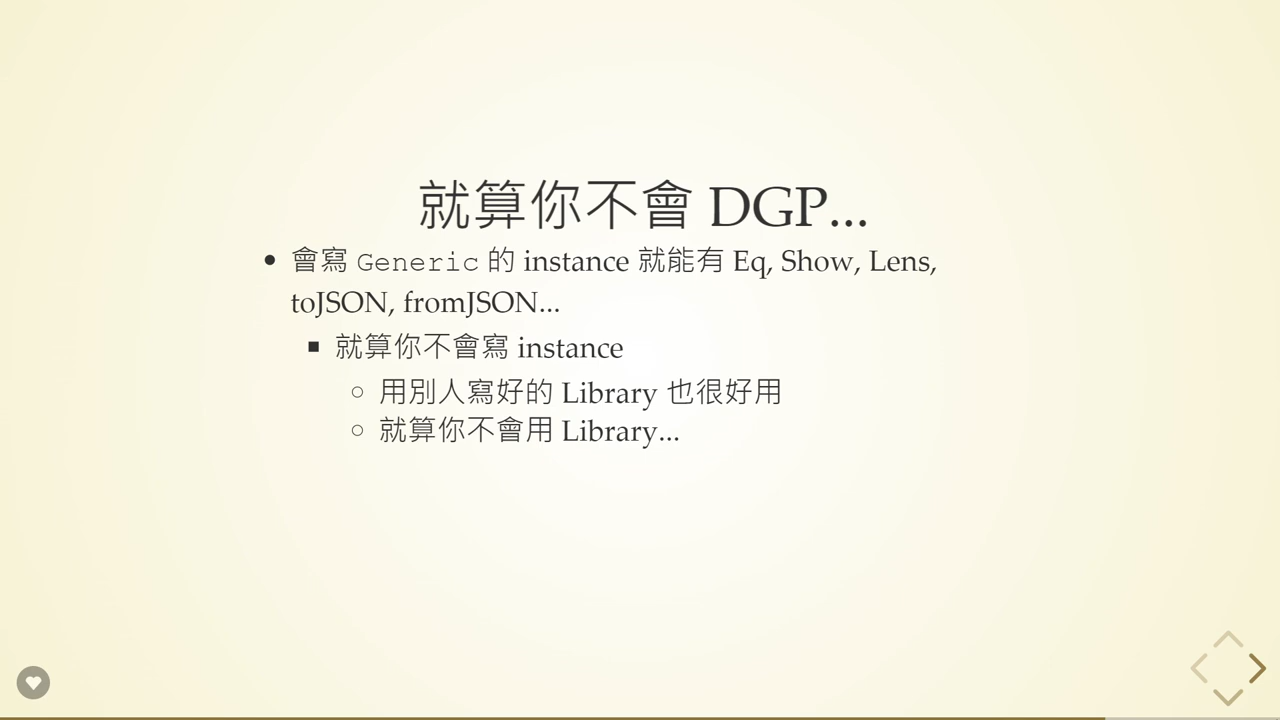 就算你不會 DGP...
會寫 Generic 的 instance 就能有 Eq, Show, Lens,
toJSON, fromJSON...
就算你不會寫 instance
用別人寫好的 Library 也很好用
就算你不會用 Library...